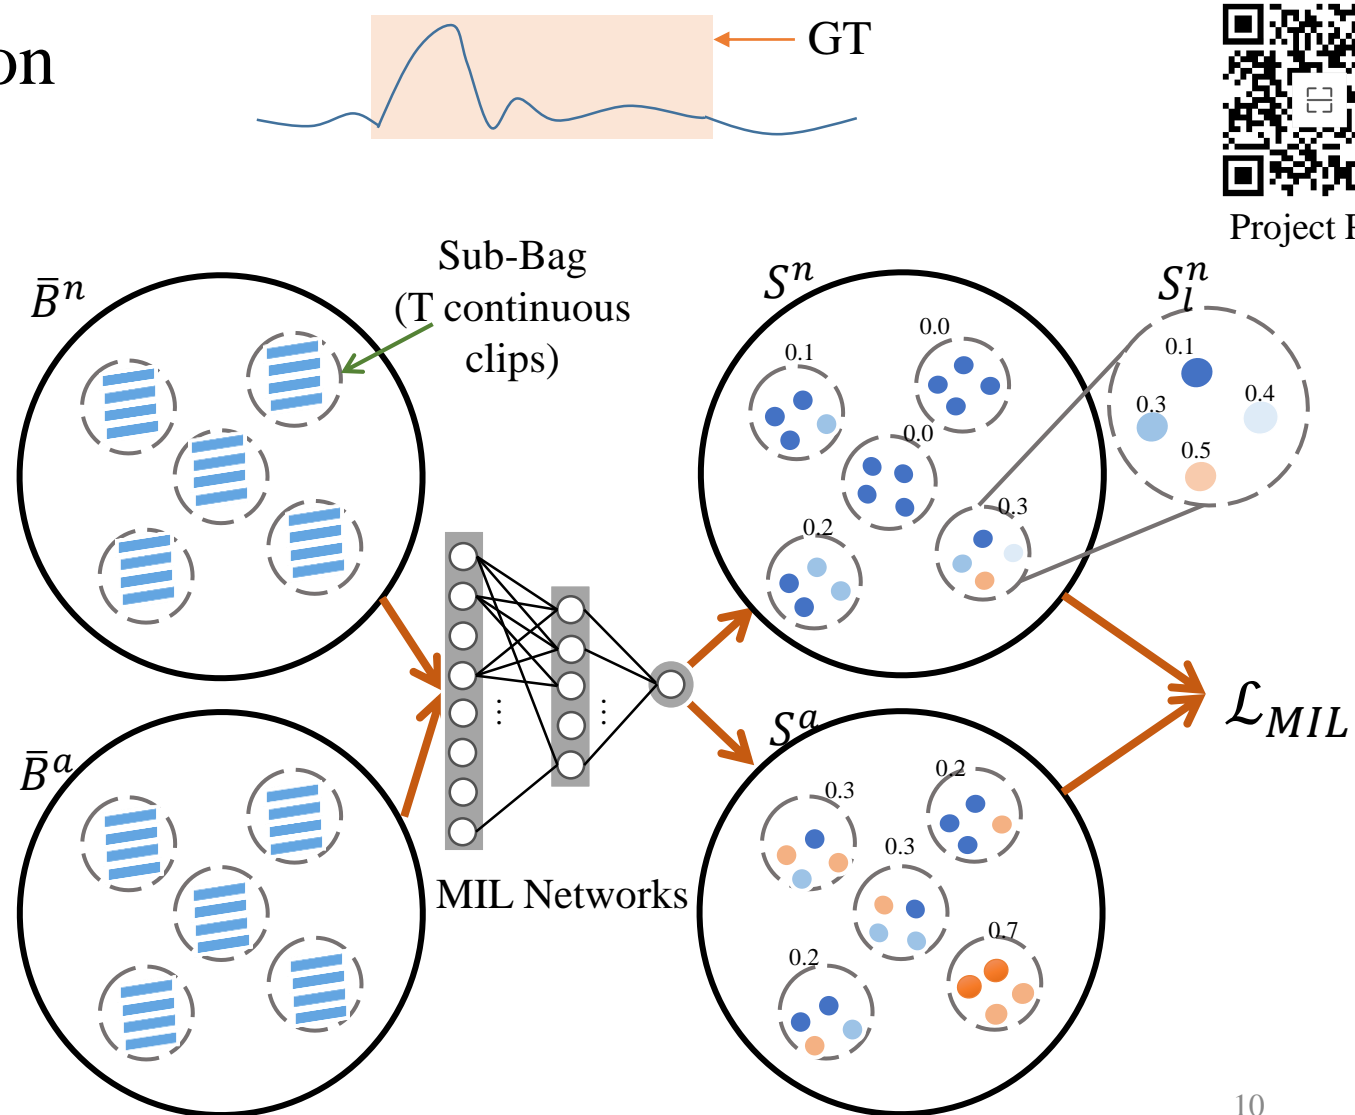 on
GT
Project P
Sub-Bag
(T continuous
clips)
B̄ⁿ
Sⁿ
Sₗⁿ
0.1
0.0
0.0
0.2
0.3
0.1
0.3
0.4
0.5
MIL Networks
ℒ_MIL
B̄ᵃ
Sᵃ
0.3
0.2
0.3
0.2
0.7
10